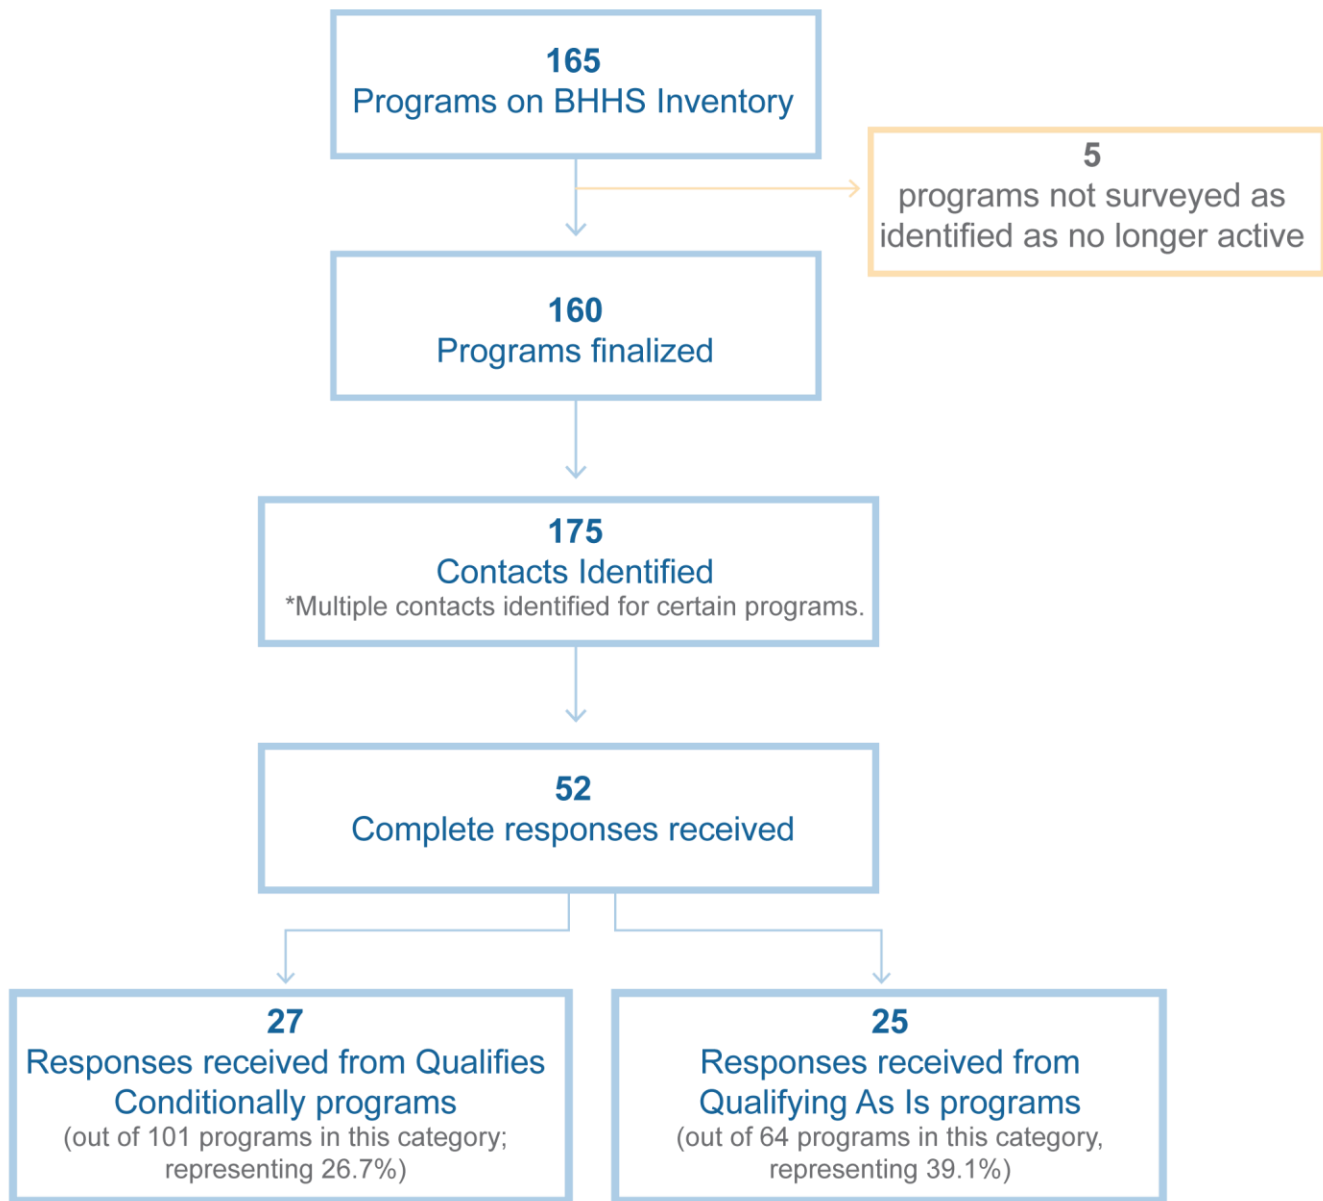 165
Programs on BHHS Inventory
5
programs not surveyed as
identified as no longer active
160
Programs finalized
175
Contacts Identified
*Multiple contacts identified for certain programs.
52
Complete responses received
27
Responses received from Qualifies
Conditionally programs
(out of 101 programs in this category;
representing 26.7%)
25
Responses received from
Qualifying As Is programs
(out of 64 programs in this category,
representing 39.1%)